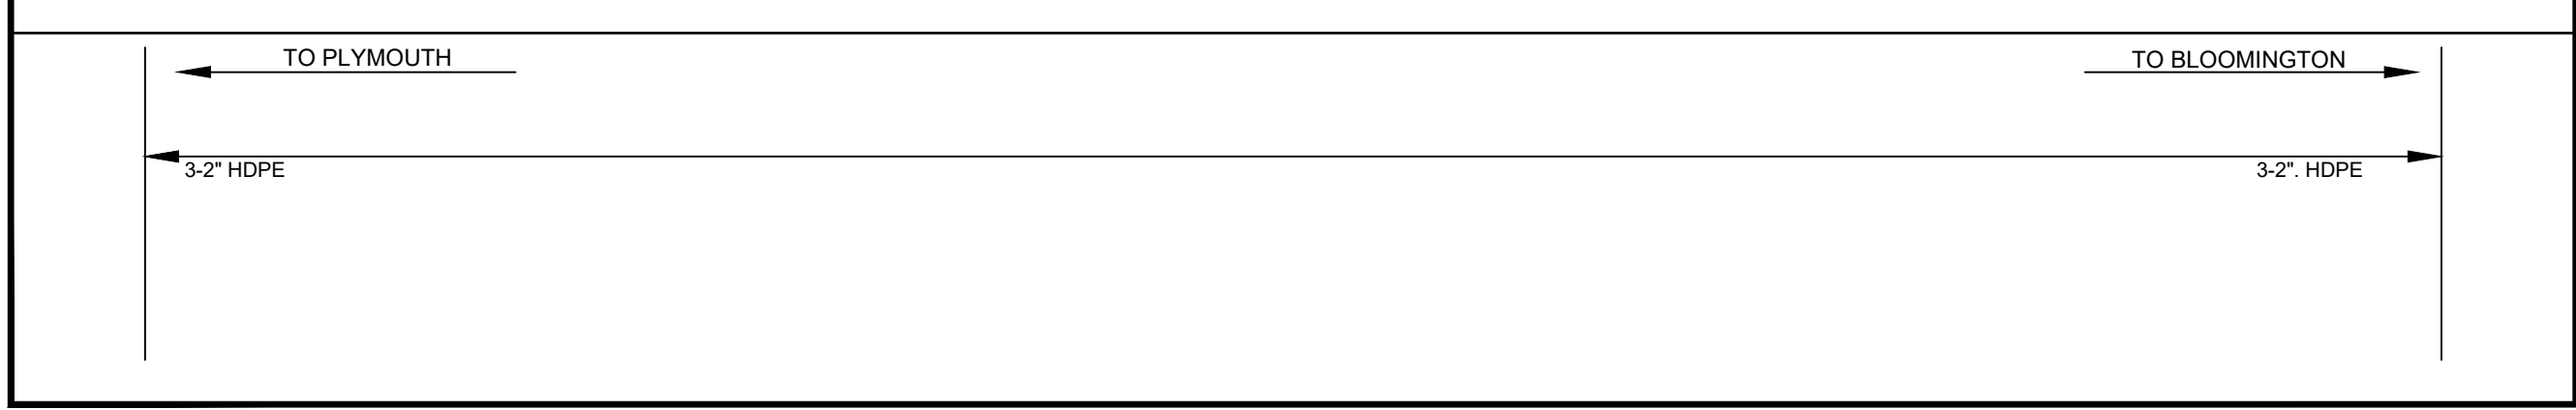 TO PLYMOUTH
TO BLOOMINGTON
3-2" HDPE
3-2". HDPE